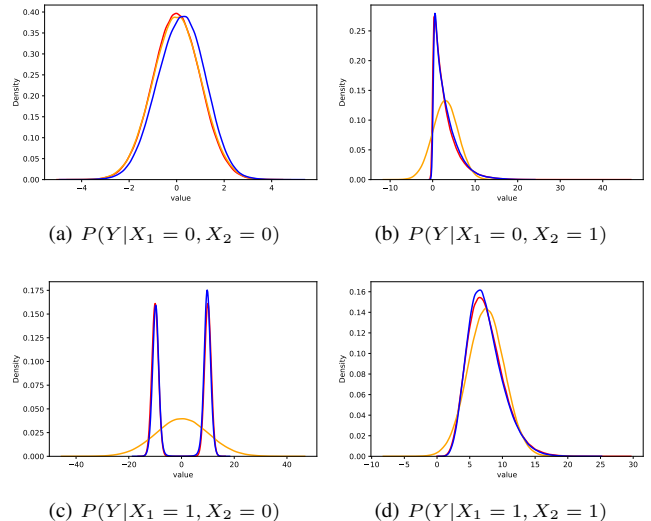 0.40
0.35
0.30
0.25
0.20
0.15
0.10
0.05
0.00
Density
−4 −2 0 2 4
value
0.25
0.20
0.15
0.10
0.05
0.00
Density
−10 0 10 20 30 40
value
(a) P(Y|X₁ = 0, X₂ = 0)
(b) P(Y|X₁ = 0, X₂ = 1)
0.175
0.150
0.125
0.100
0.075
0.050
0.025
0.000
Density
−40 −20 0 20 40
value
0.16
0.14
0.12
0.10
0.08
0.06
0.04
0.02
0.00
Density
−10 −5 0 5 10 15 20 25 30
value
(c) P(Y|X₁ = 1, X₂ = 0)
(d) P(Y|X₁ = 1, X₂ = 1)